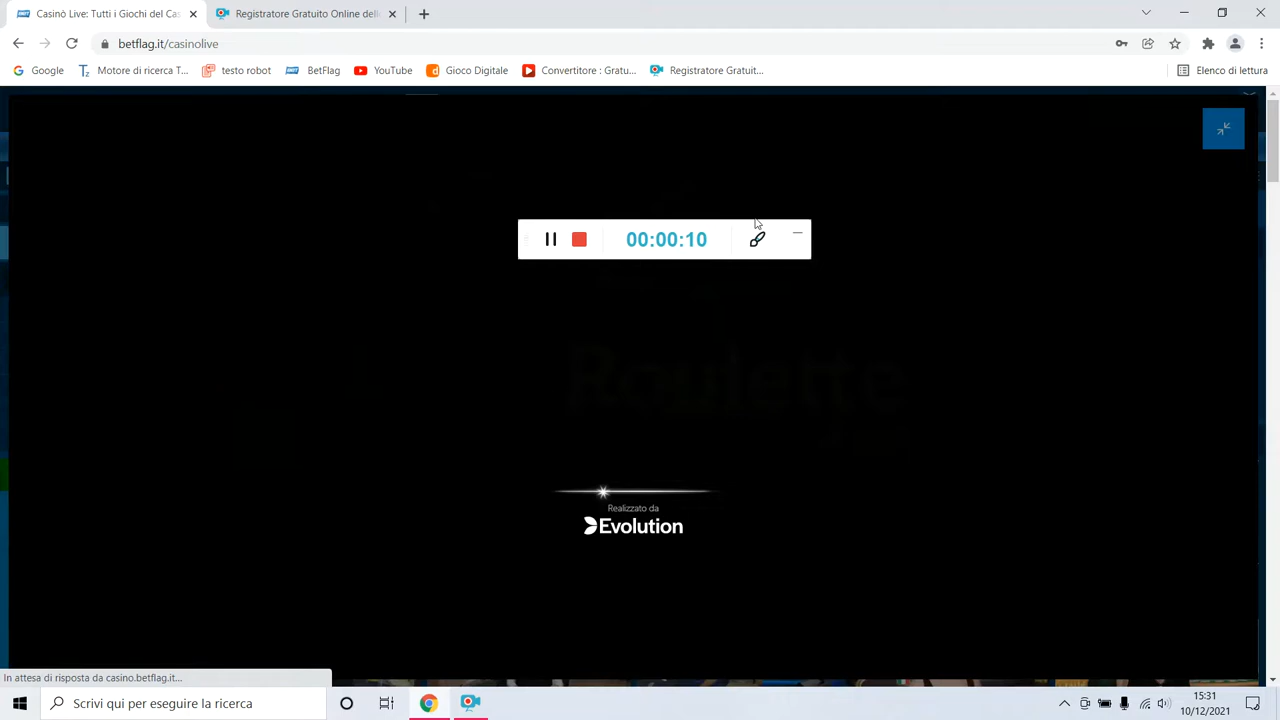 Casinò Live: Tutti i Giochi del Cas
Registratore Gratuito Online dell
betflag.it/casinolive
Google
Motore di ricerca T...
testo robot
BetFlag
YouTube
Gioco Digitale
Convertitore : Gratu...
Registratore Gratuit...
Elenco di lettura
00:00:10
Roulette
Realizzato da
Evolution
In attesa di risposta da casino.betflag.it...
Scrivi qui per eseguire la ricerca
15:31
10/12/2021